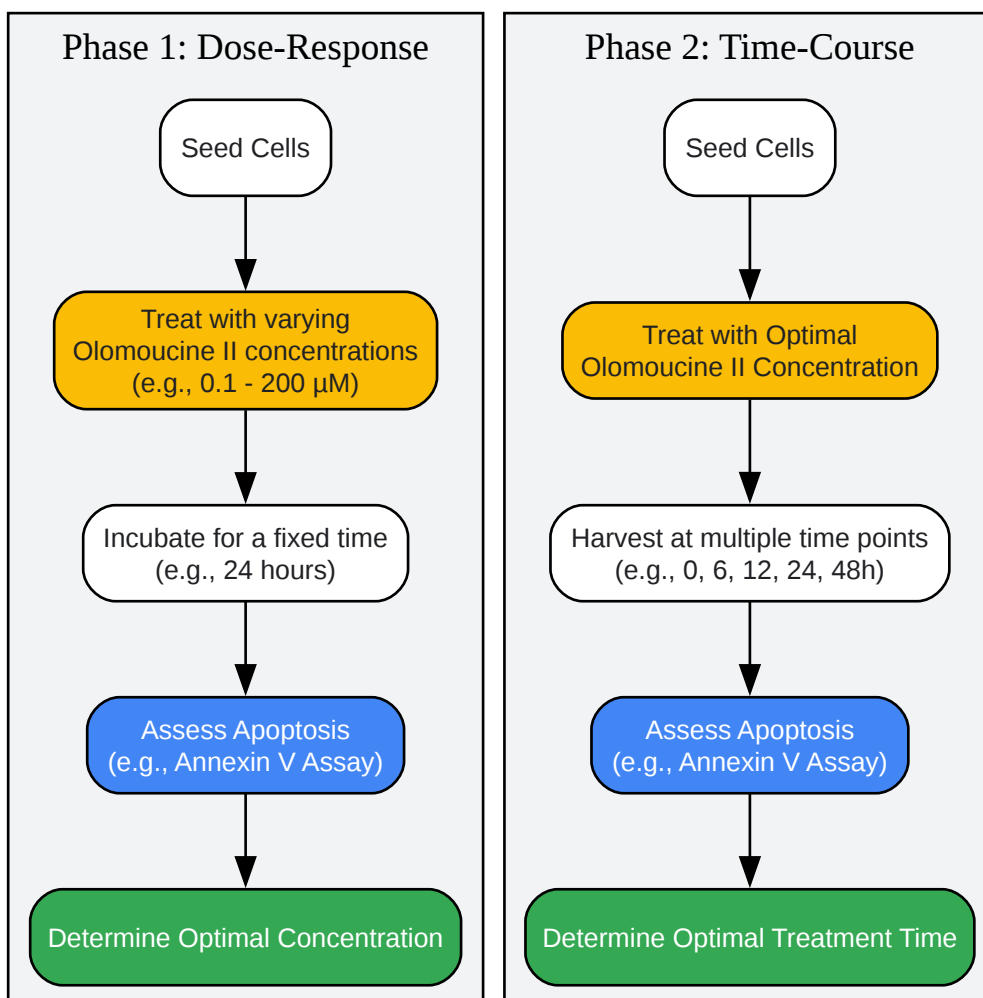 Phase 1: Dose-Response
Seed Cells
Treat with varying
Olomoucine II concentrations
(e.g., 0.1 - 200 µM)
Incubate for a fixed time
(e.g., 24 hours)
Assess Apoptosis
(e.g., Annexin V Assay)
Determine Optimal Concentration
Phase 2: Time-Course
Seed Cells
Treat with Optimal
Olomoucine II Concentration
Harvest at multiple time points
(e.g., 0, 6, 12, 24, 48h)
Assess Apoptosis
(e.g., Annexin V Assay)
Determine Optimal Treatment Time